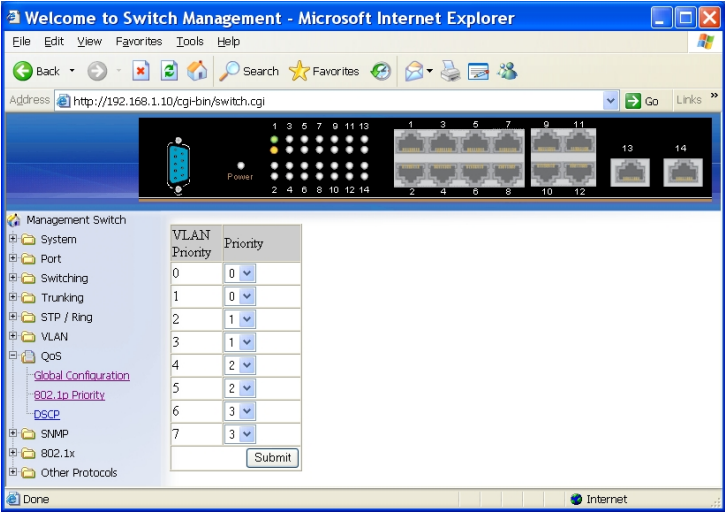 Welcome to Switch Management - Microsoft Internet Explorer
File Edit View Favorites Tools Help
Back Search Favorites
Address http://192.168.1.10/cgi-bin/switch.cgi Go Links »
1 3 5 7 9 11 13
Power
2 4 6 8 10 12 14
1 3 5 7 9 11
13 14
2 4 6 8 10 12
Management Switch
System
Port
Switching
Trunking
STP / Ring
VLAN
QoS
Global Configuration
802.1p Priority
DSCP
SNMP
802.1x
Other Protocols
VLAN Priority Priority
0 0
1 0
2 1
3 1
4 2
5 2
6 3
7 3
Submit
Done Internet